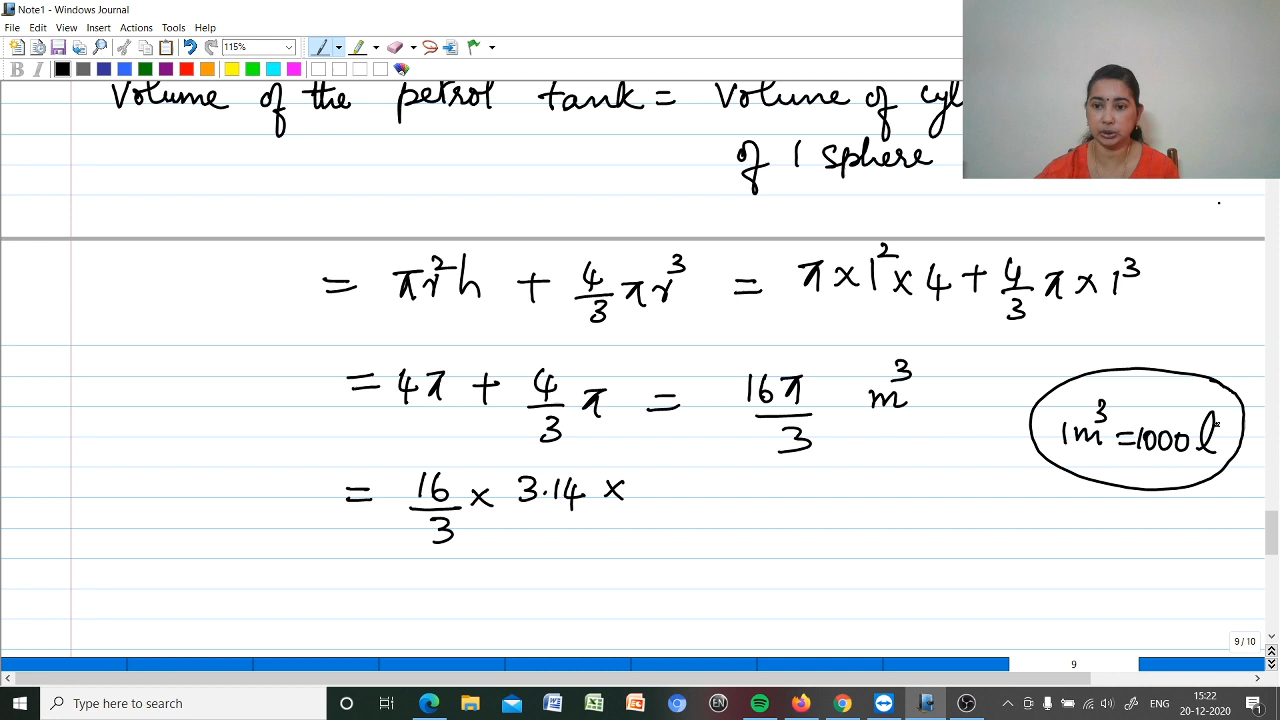 Note1 - Windows Journal
File Edit View Insert Actions Tools Help
115%
B I
Volume of the petrol tank = Volume of cyl
of 1 sphere
= πr²h + 4/3 πr³ = π×1²×4 + 4/3 π×1³
= 4π + 4/3 π = 16π/3 m³
1m³ = 1000 l
= 16/3 × 3.14 ×
9 / 10
9
Type here to search
EN
ENG
15:22
20-12-2020